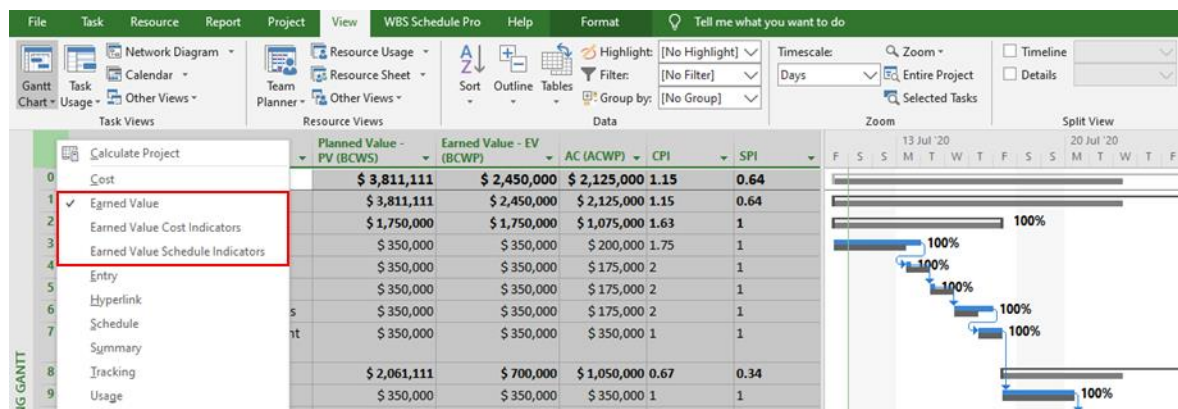 File Task Resource Report Project View WBS Schedule Pro Help Format Tell me what you want to do
Gantt Chart
Task Usage
Network Diagram
Calendar
Other Views
Task Views
Team Planner
Resource Usage
Resource Sheet
Other Views
Resource Views
Sort
Outline
Tables
Highlight: [No Highlight]
Filter: [No Filter]
Group by: [No Group]
Data
Timescale:
Days
Zoom
Entire Project
Selected Tasks
Zoom
Timeline
Details
Split View
Calculate Project
Cost
Earned Value
Earned Value Cost Indicators
Earned Value Schedule Indicators
Entry
Hyperlink
Schedule
Summary
Tracking
Usage
Planned Value - PV (BCWS) Earned Value - EV (BCWP) AC (ACWP) CPI SPI
0 $ 3,811,111 $ 2,450,000 $ 2,125,000 1.15 0.64
1 $ 3,811,111 $ 2,450,000 $ 2,125,000 1.15 0.64
2 $ 1,750,000 $ 1,750,000 $ 1,075,000 1.63 1
3 $ 350,000 $ 350,000 $ 200,000 1.75 1
4 $ 350,000 $ 350,000 $ 175,000 2 1
5 $ 350,000 $ 350,000 $ 175,000 2 1
6 s $ 350,000 $ 350,000 $ 175,000 2 1
7 nt $ 350,000 $ 350,000 $ 350,000 1 1
8 $ 2,061,111 $ 700,000 $ 1,050,000 0.67 0.34
9 $ 350,000 $ 350,000 $ 350,000 1 1
13 Jul '20 20 Jul '20
F S S M T W T F S S M T W T F
100%
100%
100%
100%
100%
100%
100%
NG GANTT